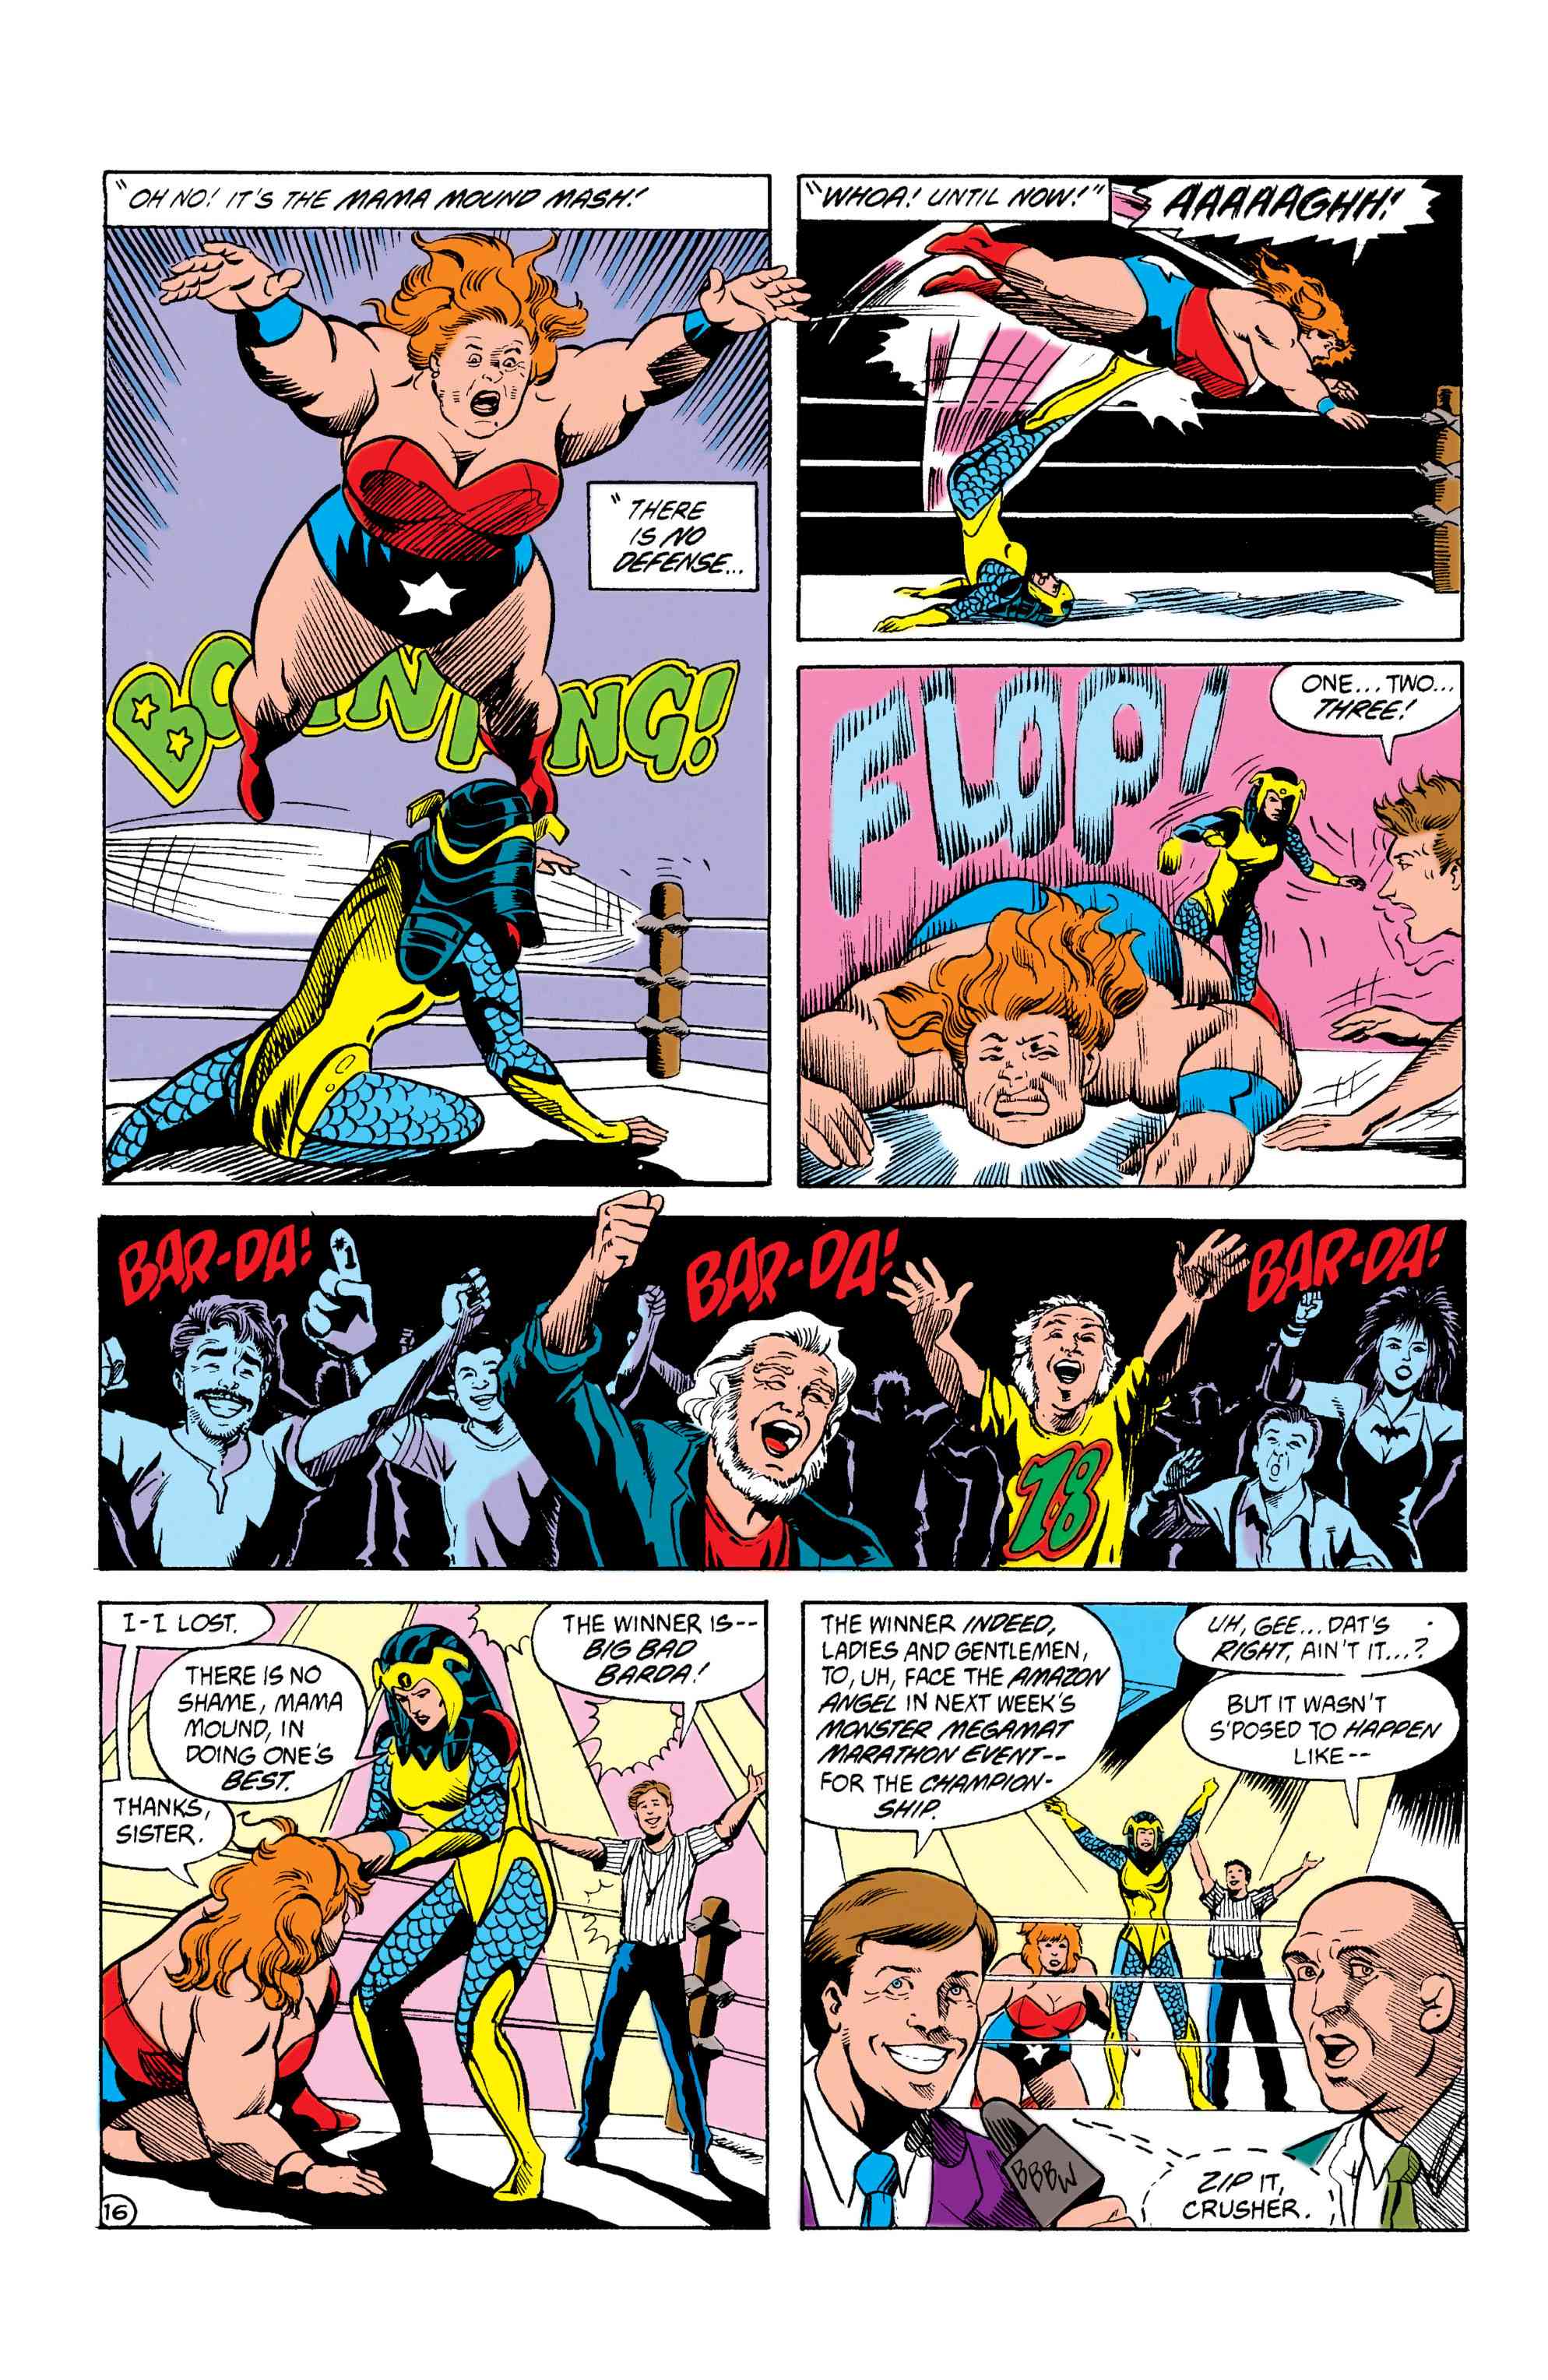 "OH NO! IT'S THE MAMA MOUND MASH!
"THERE
IS NO
DEFENSE...
BOINNNG!
"WHOA! UNTIL NOW!"
AAAAAGHH!
FLOP!
ONE... TWO...
THREE!
BAR-DA!
#1
BAR-DA!
BAR-DA!
78
I-I LOST.
THERE IS NO
SHAME, MAMA
MOUND, IN
DOING ONE'S
BEST.
THANKS,
SISTER.
THE WINNER IS--
BIG BAD
BARDA!
16
THE WINNER INDEED,
LADIES AND GENTLEMEN,
TO, UH, FACE THE AMAZON
ANGEL IN NEXT WEEK'S
MONSTER MEGAMAT
MARATHON EVENT--
FOR THE CHAMPION-
SHIP.
UH, GEE... DAT'S
RIGHT, AIN'T IT...?
BUT IT WASN'T
S'POSED TO HAPPEN
LIKE--
BBBW
ZIP IT,
CRUSHER.